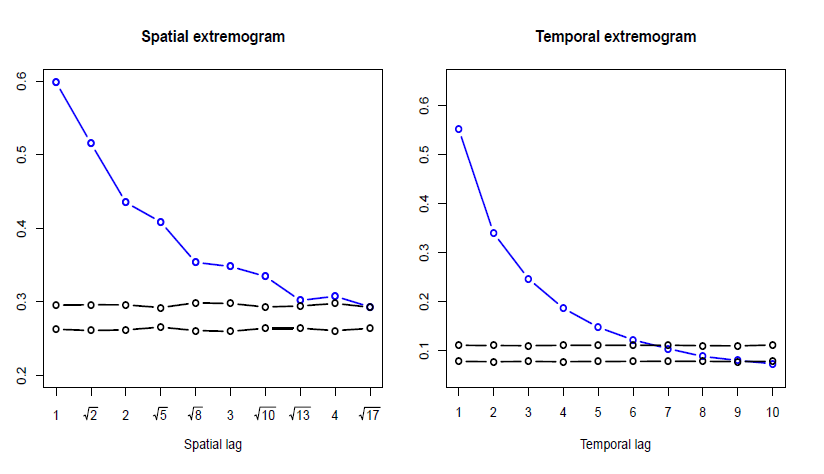 Spatial extremogram
0.6
0.5
0.4
0.3
0.2
1 √2 2 √5 √8 3 √10 √13 4 √17
Spatial lag
Temporal extremogram
0.6
0.5
0.4
0.3
0.2
0.1
1 2 3 4 5 6 7 8 9 10
Temporal lag